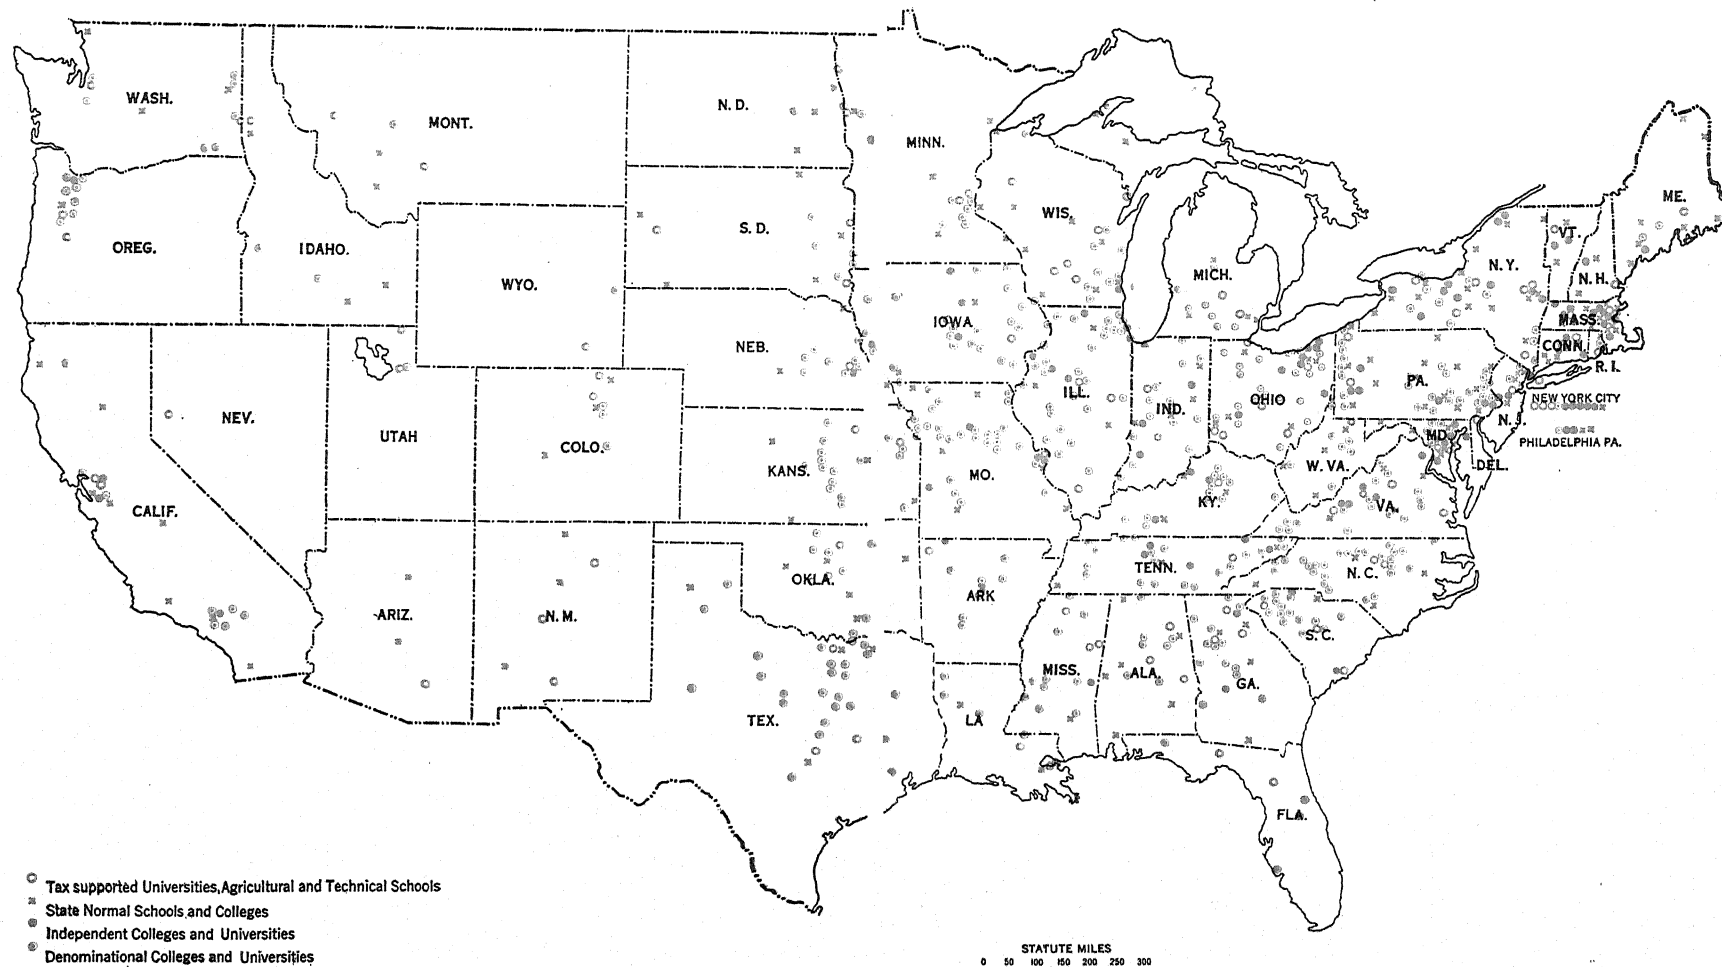 WASH.
MONT.
N. D.
MINN.
ME.
OREG.
IDAHO.
S. D.
WIS.
VT.
WYO.
MICH.
N. Y.
N. H.
NEB.
IOWA
MASS.
CONN.
R. I.
NEV.
UTAH
COLO.
ILL.
IND.
OHIO
PA.
NEW YORK CITY
N. J.
PHILADELPHIA PA.
CALIF.
KANS.
MO.
W. VA.
MD.
DEL.
KY.
VA.
ARIZ.
N. M.
OKLA.
ARK
TENN.
N. C.
S. C.
TEX.
LA
MISS.
ALA.
GA.
FLA.
Tax supported Universities, Agricultural and Technical Schools
State Normal Schools and Colleges
Independent Colleges and Universities
Denominational Colleges and Universities
STATUTE MILES
0 50 100 150 200 250 300